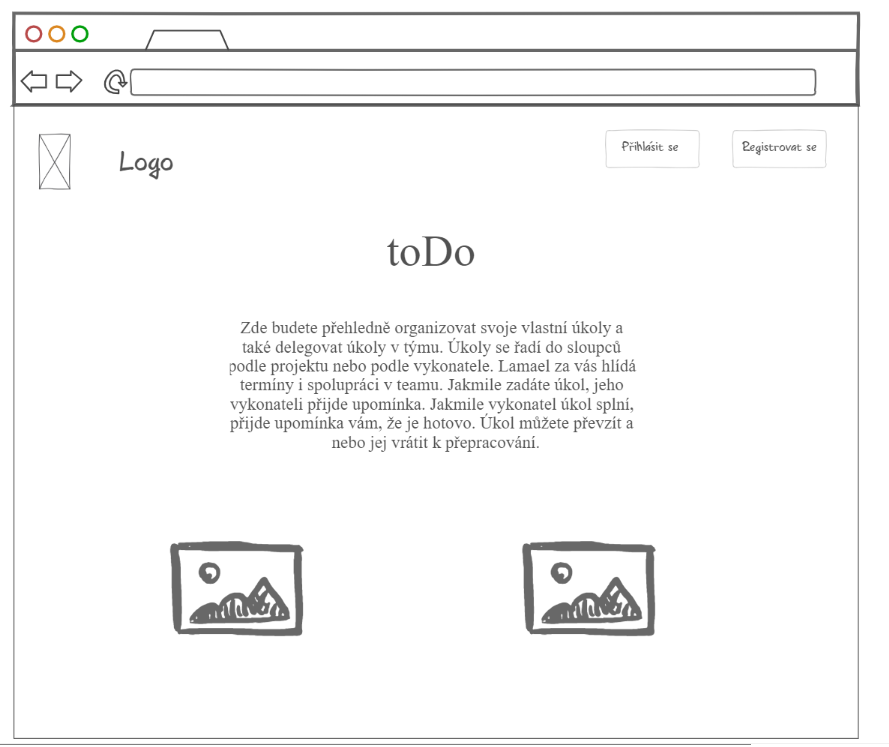 Logo
Přihlásit se
Registrovat se
toDo
Zde budete přehledně organizovat svoje vlastní úkoly a
také delegovat úkoly v týmu. Úkoly se řadí do sloupců
podle projektu nebo podle vykonatele. Lamael za vás hlídá
termíny i spolupráci v teamu. Jakmile zadáte úkol, jeho
vykonateli přijde upomínka. Jakmile vykonatel úkol splní,
přijde upomínka vám, že je hotovo. Úkol můžete převzít a
nebo jej vrátit k přepracování.